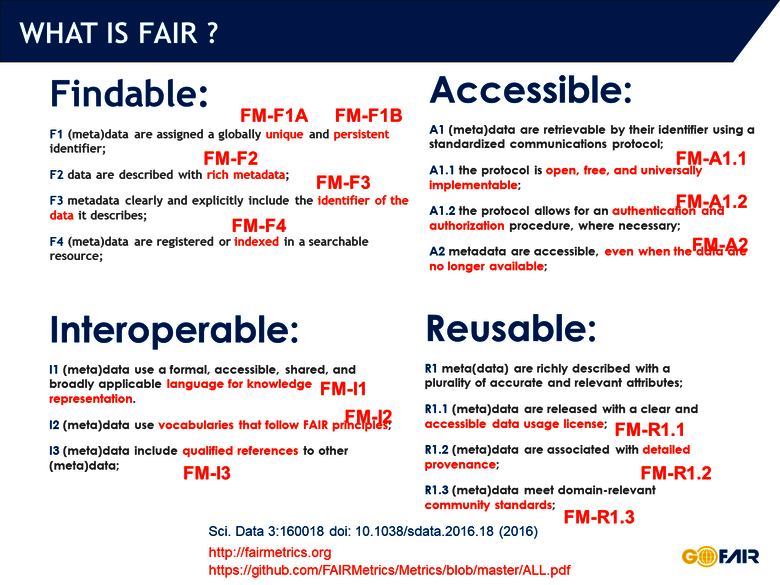 WHAT IS FAIR ?
Findable:
FM-F1A FM-F1B
F1 (meta)data are assigned a globally unique and persistent
identifier;
FM-F2
F2 data are described with rich metadata;
FM-F3
F3 metadata clearly and explicitly include the identifier of the
data it describes;
FM-F4
F4 (meta)data are registered or indexed in a searchable
resource;
Accessible:
A1 (meta)data are retrievable by their identifier using a
standardized communications protocol;
FM-A1.1
A1.1 the protocol is open, free, and universally
implementable;
FM-A1.2
A1.2 the protocol allows for an authentication and
authorization procedure, where necessary;
FM-A2
A2 metadata are accessible, even when the data are
no longer available;
Interoperable:
I1 (meta)data use a formal, accessible, shared, and
broadly applicable language for knowledge
representation.
FM-I1
FM-I2
I2 (meta)data use vocabularies that follow FAIR principles;
I3 (meta)data include qualified references to other
(meta)data;
FM-I3
Reusable:
R1 meta(data) are richly described with a
plurality of accurate and relevant attributes;
R1.1 (meta)data are released with a clear and
accessible data usage license;
FM-R1.1
R1.2 (meta)data are associated with detailed
provenance;
FM-R1.2
R1.3 (meta)data meet domain-relevant
community standards;
FM-R1.3
Sci. Data 3:160018 doi: 10.1038/sdata.2016.18 (2016)
http://fairmetrics.org
https://github.com/FAIRMetrics/Metrics/blob/master/ALL.pdf
GO FAIR